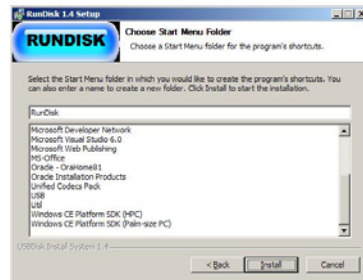 RunDisk 1.4 Setup
RUNDISK
Choose Start Menu Folder
Choose a Start Menu folder for the program's shortcuts.
Select the Start Menu folder in which you would like to create the program's shortcuts. You
can also enter a name to create a new folder. Click Install to start the installation.
RunDisk
Microsoft Developer Network
Microsoft Visual Studio 6.0
Microsoft Web Publishing
MS-Office
Oracle - OraHome81
Oracle Installation Products
Unified Codecs Pack
USB
Util
Windows CE Platform SDK (HPC)
Windows CE Platform SDK (Palm-size PC)
USBDisk Install System 1.4
< Back
Install
Cancel